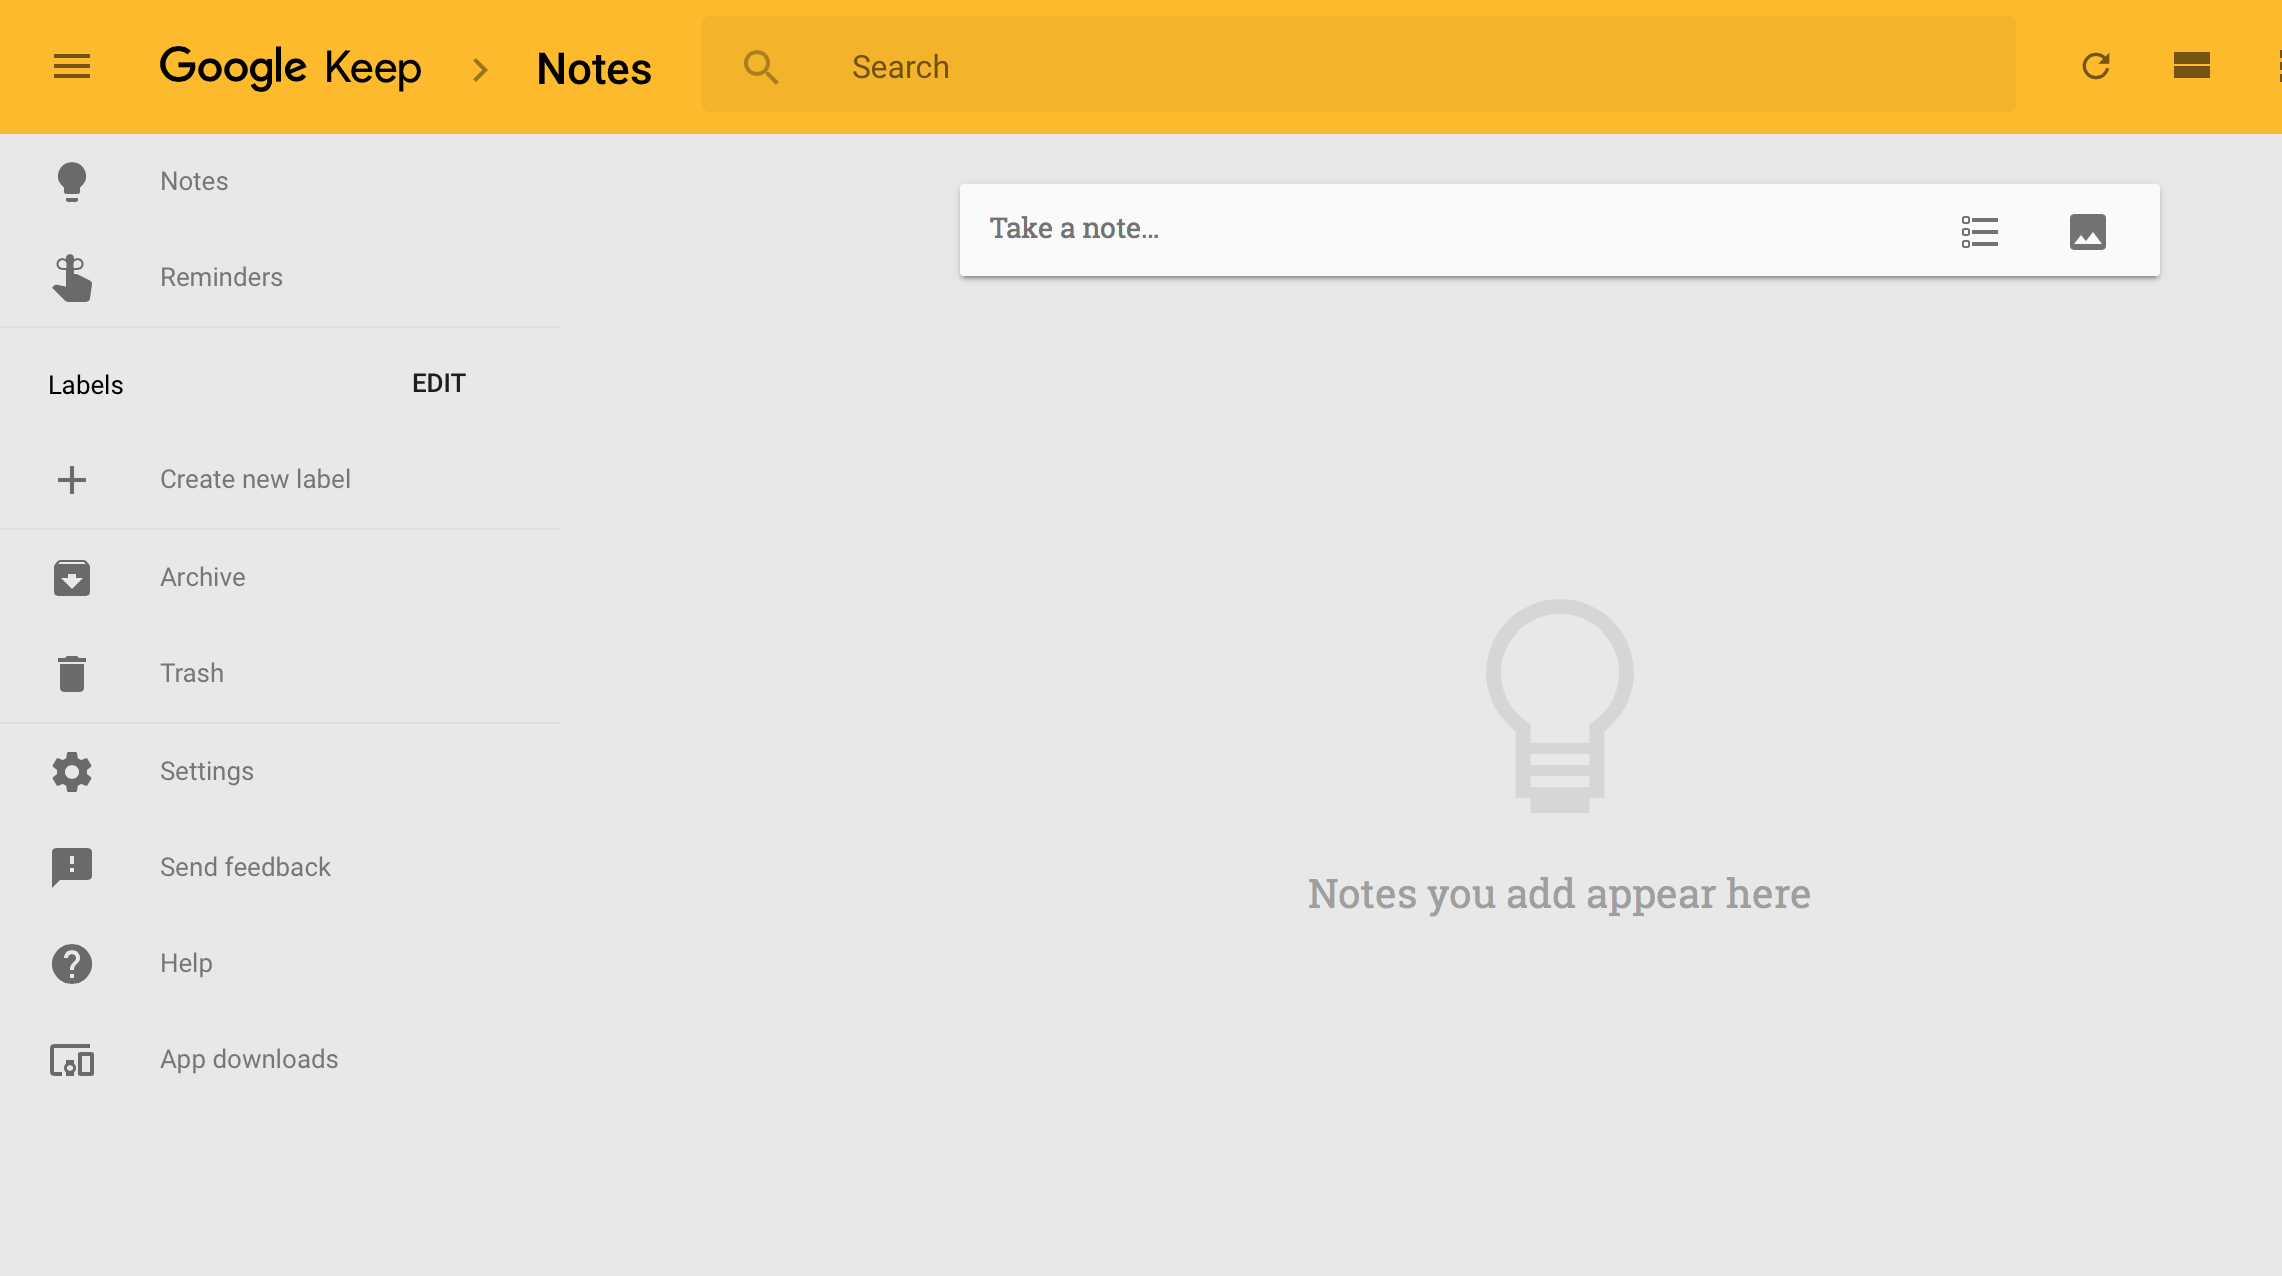 Google Keep
Notes
Search
Notes
Reminders
Labels
EDIT
Create new label
Archive
Trash
Settings
Send feedback
Help
App downloads
Take a note...
Notes you add appear here